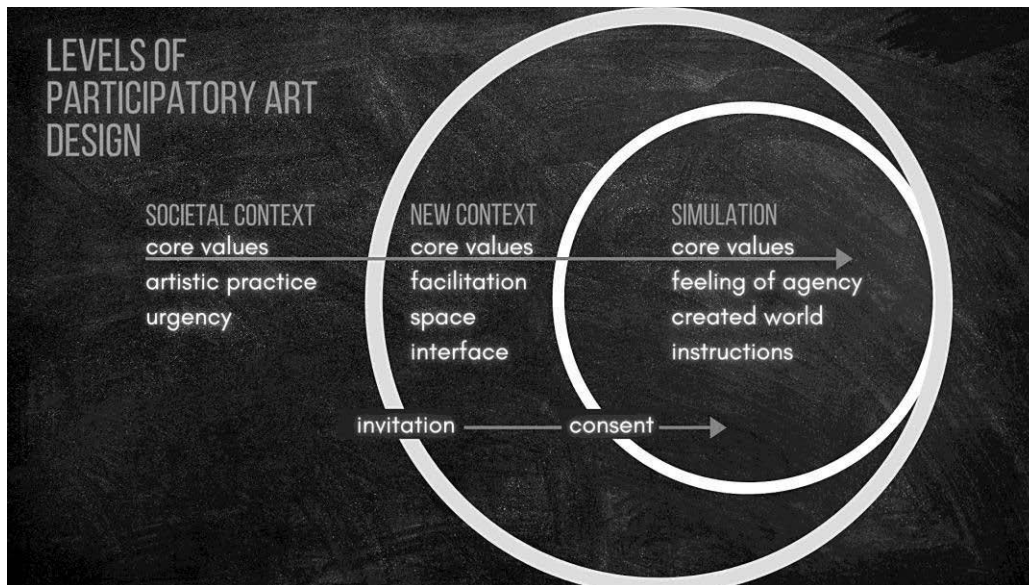 LEVELS OF
PARTICIPATORY ART
DESIGN
SOCIETAL CONTEXT
core values
artistic practice
urgency
NEW CONTEXT
core values
facilitation
space
interface
SIMULATION
core values
feeling of agency
created world
instructions
invitation
consent